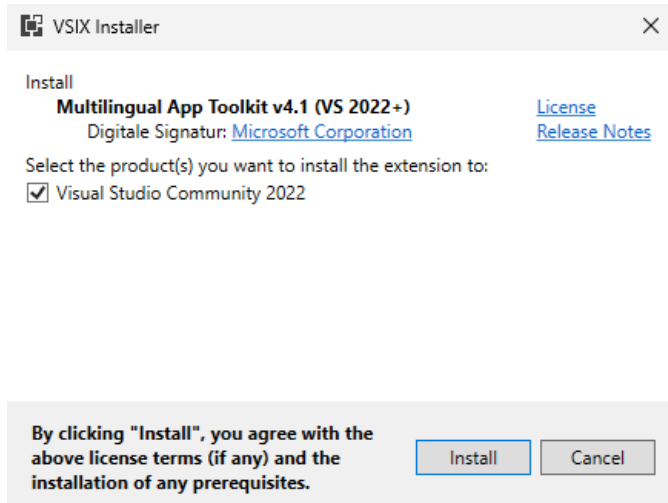 VSIX Installer
Install
Multilingual App Toolkit v4.1 (VS 2022+)
License
Digitale Signatur: Microsoft Corporation
Release Notes
Select the product(s) you want to install the extension to:
Visual Studio Community 2022
By clicking "Install", you agree with the
above license terms (if any) and the
installation of any prerequisites.
Install
Cancel